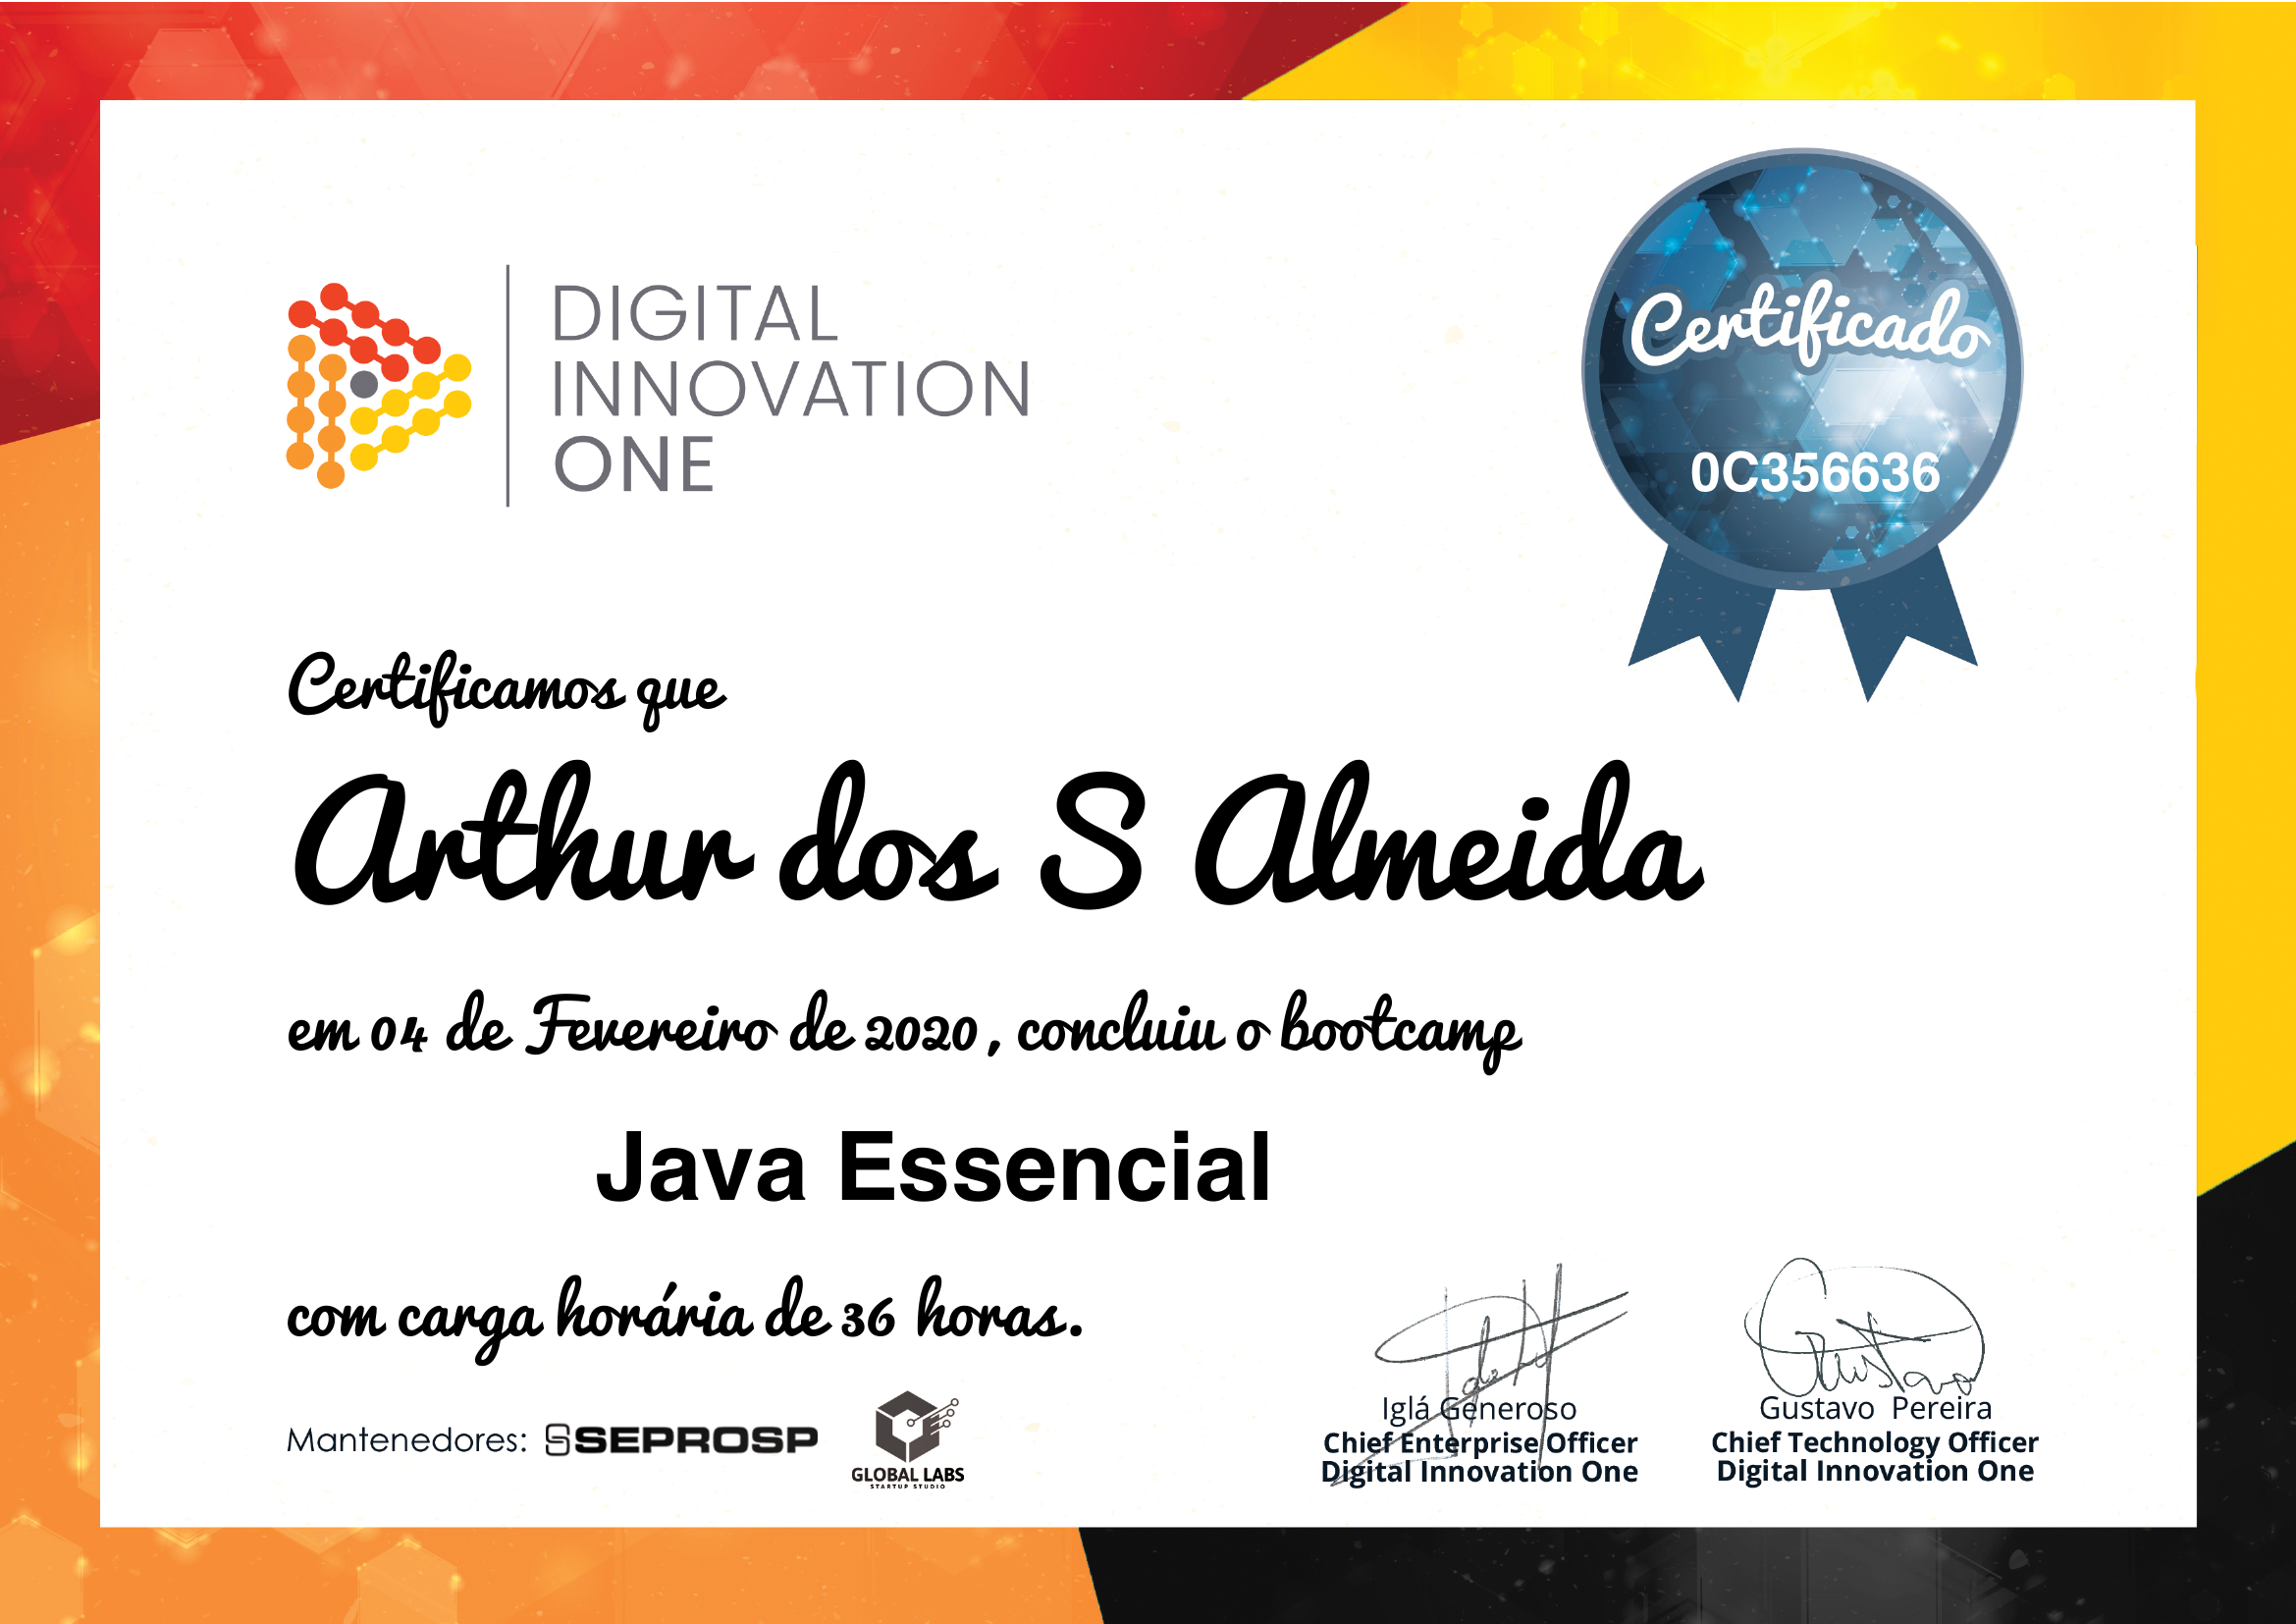 DIGITAL
INNOVATION
ONE
Certificado
0C356636
Certificamos que
Arthur dos S Almeida
em 04 de Fevereiro de 2020, concluiu o bootcamp
Java Essencial
com carga horária de 36 horas.
Mantenedores: SEPROSP
GLOBAL LABS
STARTUP STUDIO
Iglá Generoso
Chief Enterprise Officer
Digital Innovation One
Gustavo Pereira
Chief Technology Officer
Digital Innovation One